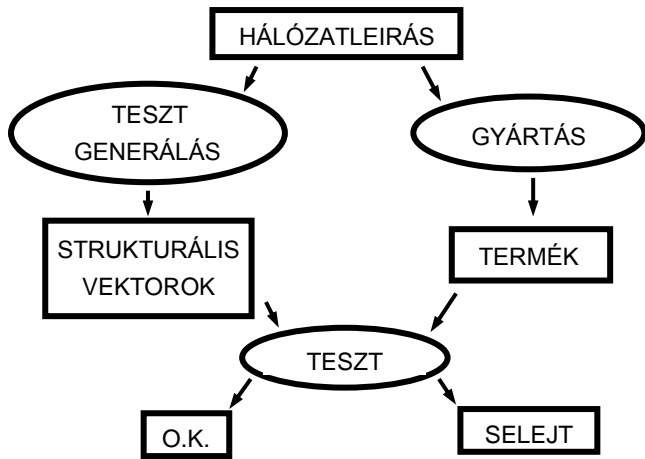 HÁLÓZATLEIRÁS
TESZT
GENERÁLÁS
GYÁRTÁS
STRUKTURÁLIS
VEKTOROK
TERMÉK
TESZT
O.K.
SELEJT